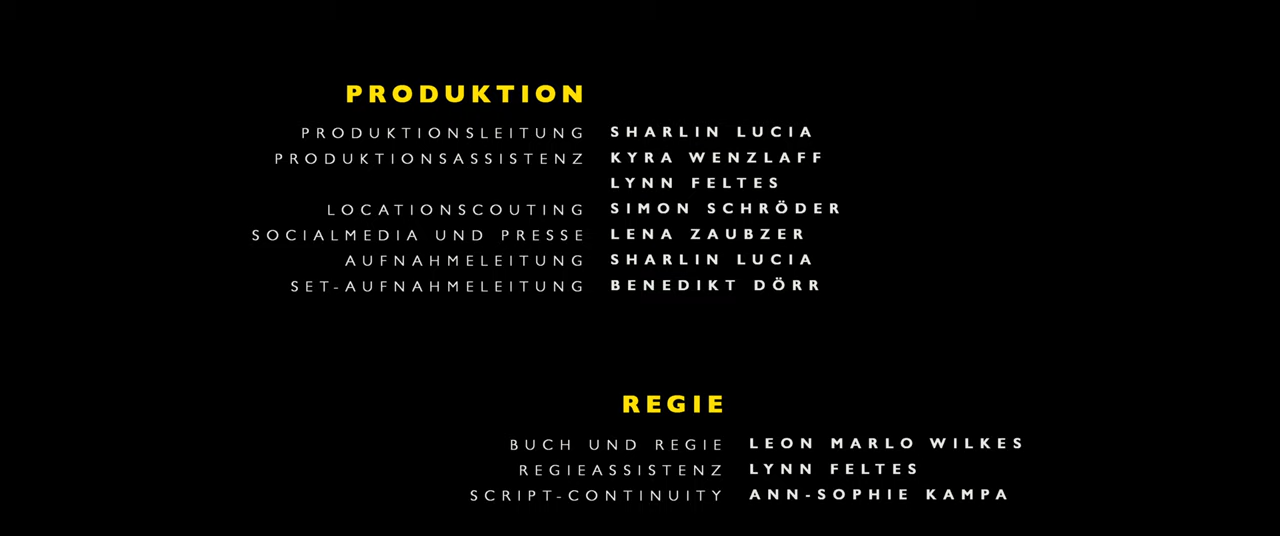 PRODUKTION
PRODUKTIONSLEITUNG SHARLIN LUCIA
PRODUKTIONSASSISTENZ KYRA WENZLAFF
LYNN FELTES
LOCATIONSCOUTING SIMON SCHRÖDER
SOCIALMEDIA UND PRESSE LENA ZAUBZER
AUFNAHMELEITUNG SHARLIN LUCIA
SET-AUFNAHMELEITUNG BENEDIKT DÖRR
REGIE
BUCH UND REGIE LEON MARLO WILKES
REGIEASSISTENZ LYNN FELTES
SCRIPT-CONTINUITY ANN-SOPHIE KAMPA